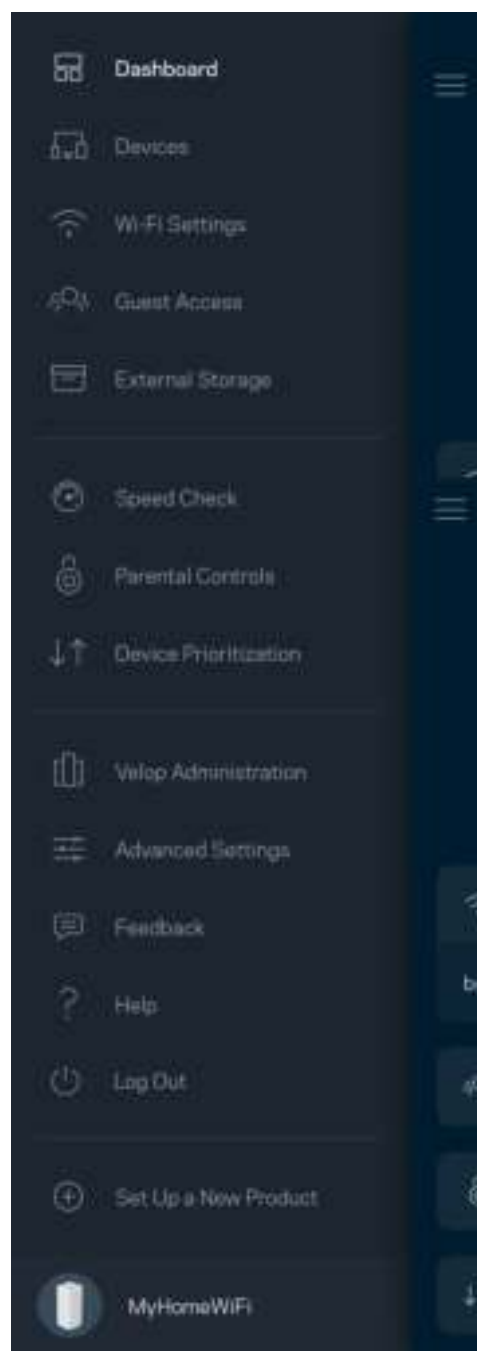 Dashboard
Devices
Wi-Fi Settings
Guest Access
External Storage
Speed Check
Parental Controls
Device Prioritization
Velop Administration
Advanced Settings
Feedback
Help
Log Out
Set Up a New Product
MyHomeWiFi